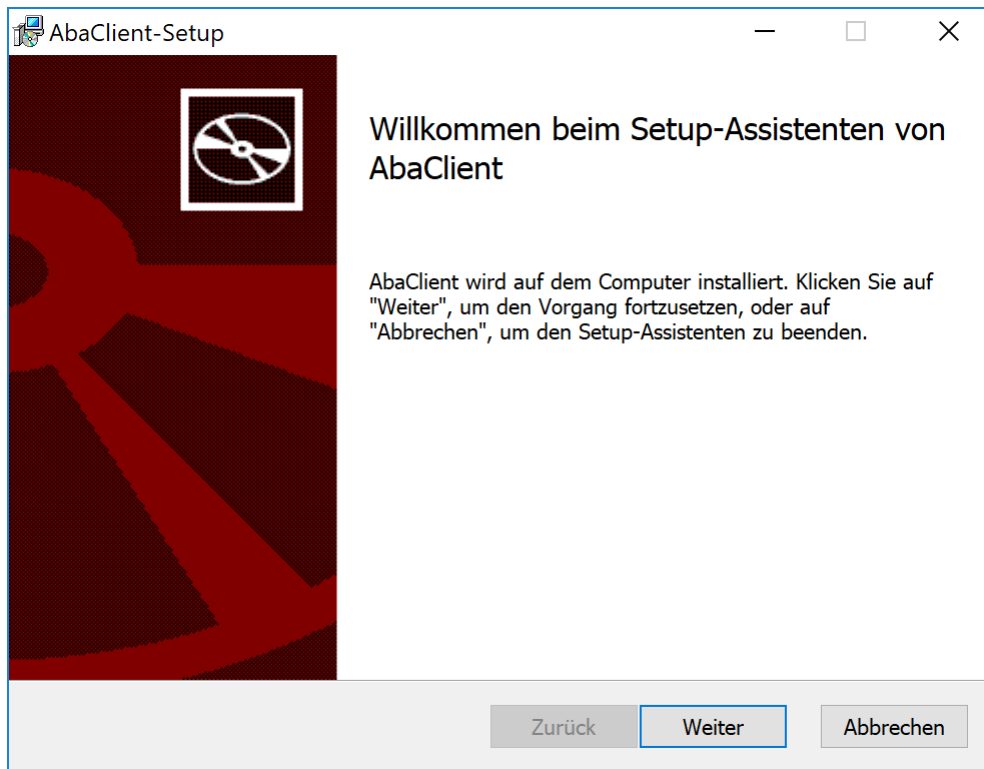 AbaClient-Setup
Willkommen beim Setup-Assistenten von
AbaClient
AbaClient wird auf dem Computer installiert. Klicken Sie auf
"Weiter", um den Vorgang fortzusetzen, oder auf
"Abbrechen", um den Setup-Assistenten zu beenden.
Zurück
Weiter
Abbrechen